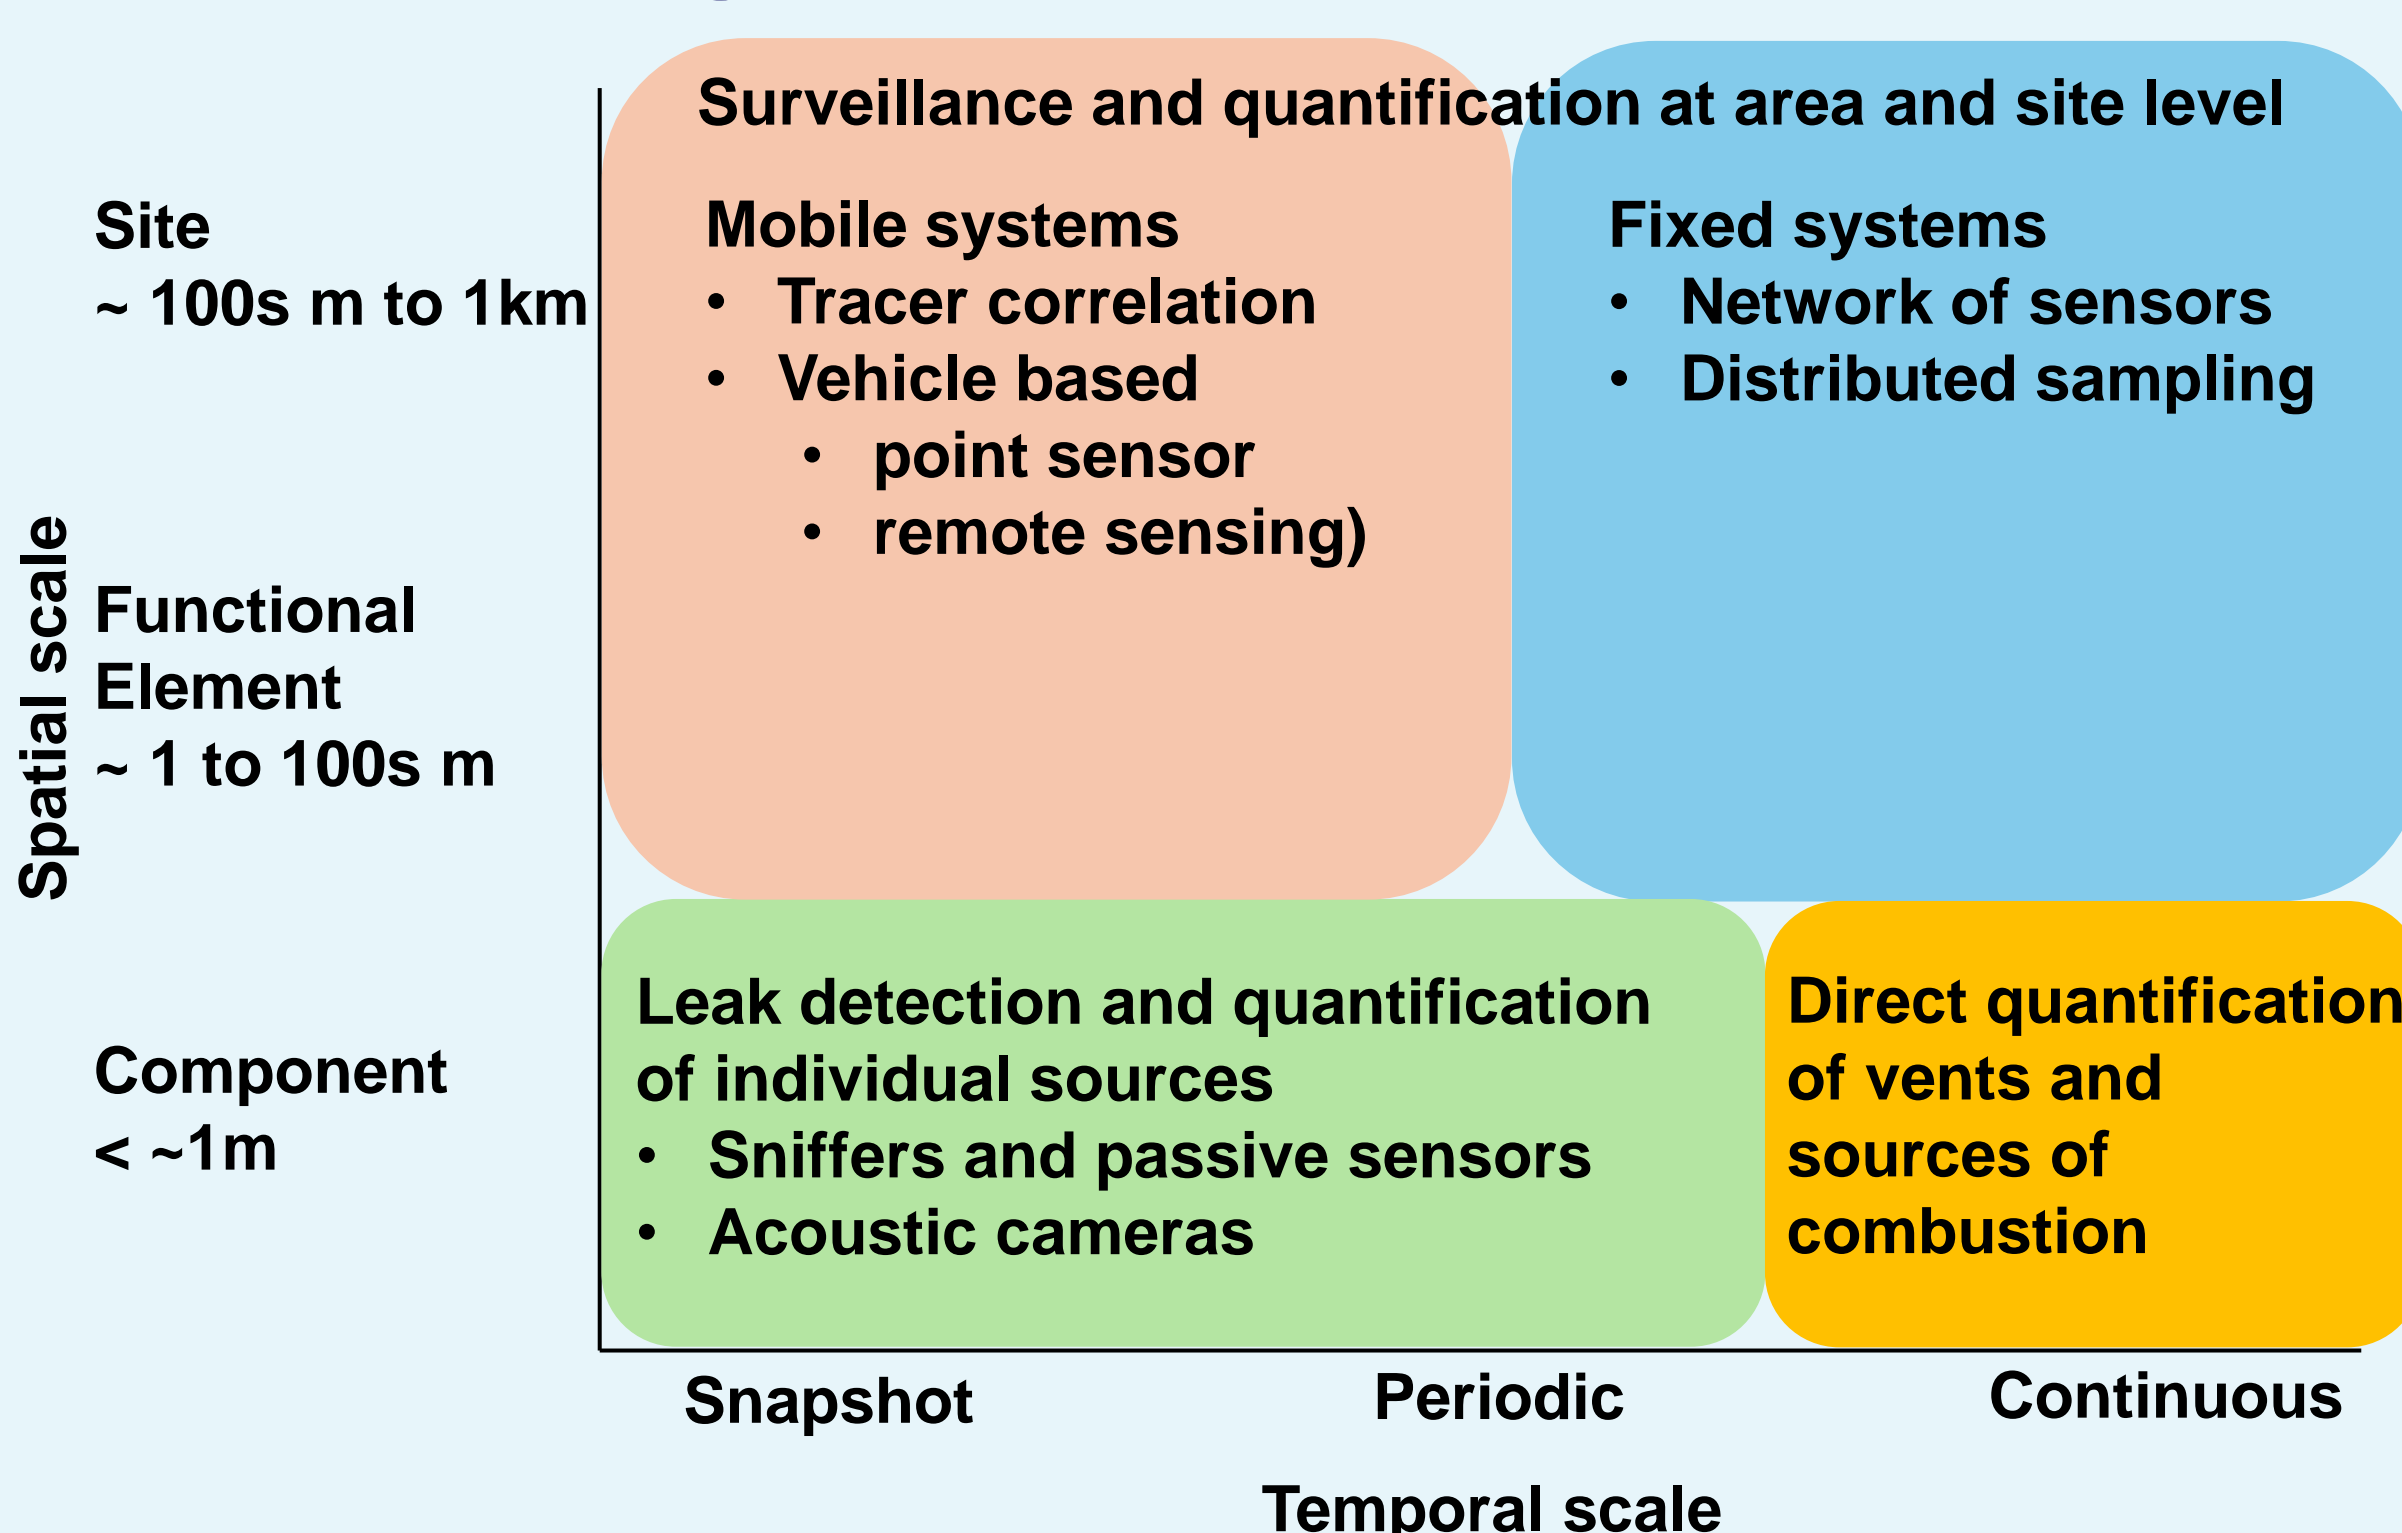 Surveillance and quantification at area and site level
Site
~ 100s m to 1km
Mobile systems
• Tracer correlation
• Vehicle based
• point sensor
• remote sensing)
Fixed systems
• Network of sensors
• Distributed sampling
Spatial scale
Functional
Element
~ 1 to 100s m
Component
< ~1m
Leak detection and quantification
of individual sources
• Sniffers and passive sensors
• Acoustic cameras
Direct quantification
of vents and
sources of
combustion
Snapshot
Periodic
Continuous
Temporal scale